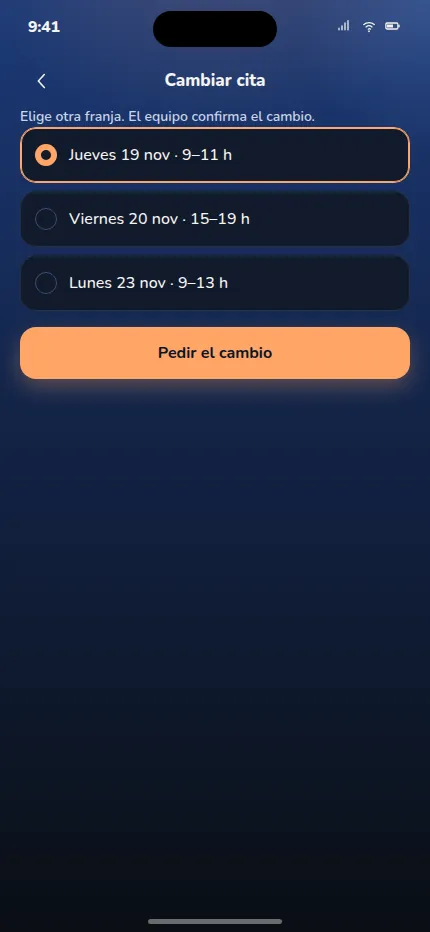 9:41
Cambiar cita
Elige otra franja. El equipo confirma el cambio.
Jueves 19 nov · 9–11 h
Viernes 20 nov · 15–19 h
Lunes 23 nov · 9–13 h
Pedir el cambio